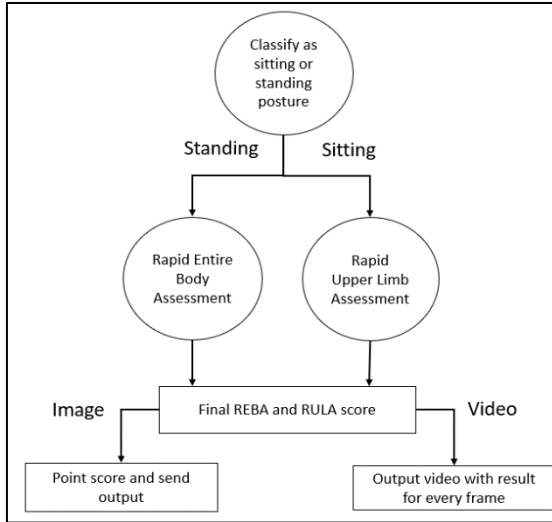 Classify as
sitting or
standing
posture
Standing
Sitting
Rapid Entire
Body
Assessment
Rapid
Upper Limb
Assessment
Image
Final REBA and RULA score
Video
Point score and send
output
Output video with result
for every frame